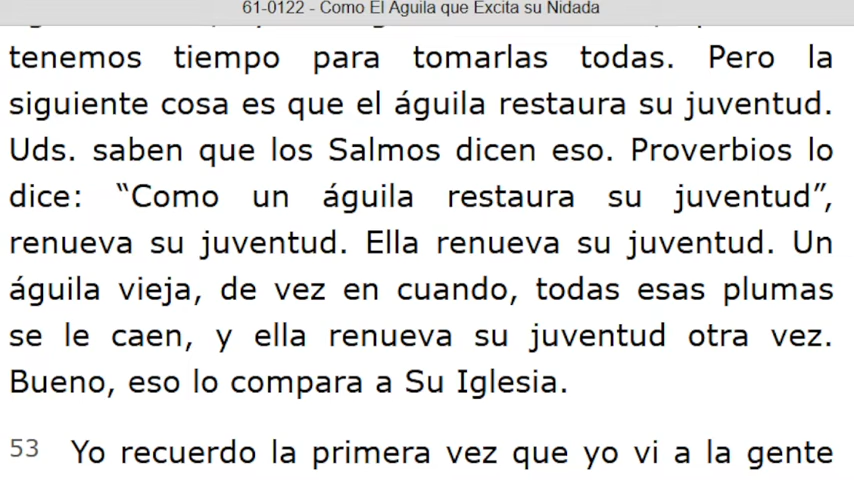 61-0122 - Como El Aguila que Excita su Nidada
tenemos tiempo para tomarlas todas. Pero la
siguiente cosa es que el águila restaura su juventud.
Uds. saben que los Salmos dicen eso. Proverbios lo
dice: “Como un águila restaura su juventud”,
renueva su juventud. Ella renueva su juventud. Un
águila vieja, de vez en cuando, todas esas plumas
se le caen, y ella renueva su juventud otra vez.
Bueno, eso lo compara a Su Iglesia.
53 Yo recuerdo la primera vez que yo vi a la gente